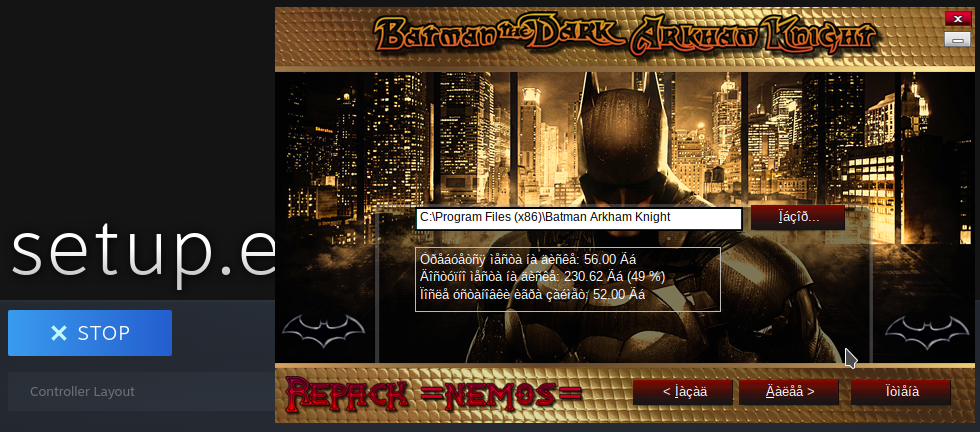 Batman the Dark Arkham Knight
setup.e
C:\Program Files (x86)\Batman Arkham Knight
Îáçîð...
Òðåáóåòñÿ ìåñòà íà äèñêå: 56.00 Ãá
Äîñòóïíî ìåñòà íà äèñêå: 230.62 Ãá (49 %)
Ïîñëå óñòàíîâêè èãðà çàéìåò: 52.00 Ãá
STOP
Controller Layout
Repack =nemos=
< Íàçàä
Äàëåå >
Îòìåíà